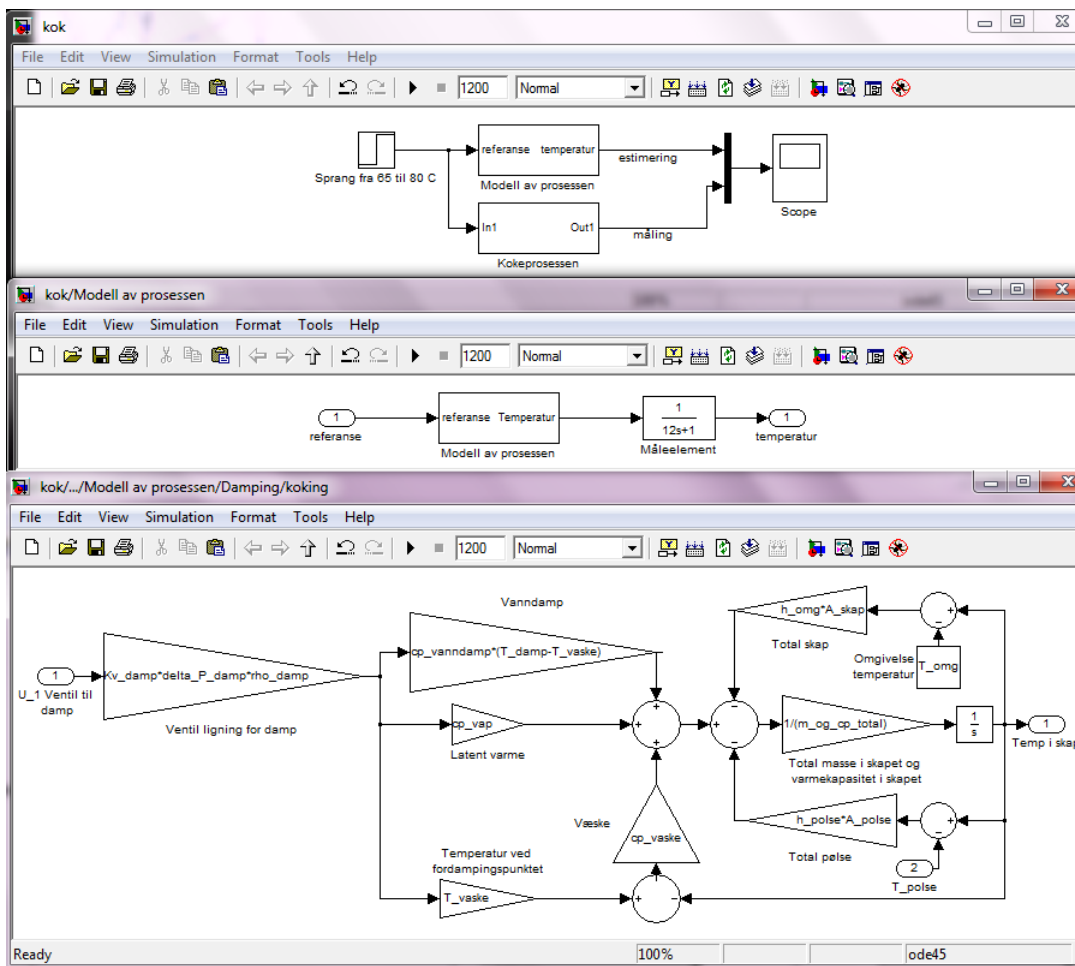 kok
File Edit View Simulation Format Tools Help
1200 Normal
Sprang fra 65 til 80 C
referanse temperatur
Modell av prosessen
estimering
In1 Out1
Kokeprosessen
måling
Scope
kok/Modell av prosessen
100% ode45
File Edit View Simulation Format Tools Help
1200 Normal
1
referanse
referanse Temperatur
Modell av prosessen
1
12s+1
Måleelement
1
temperatur
kok/.../Modell av prosessen/Damping/koking
File Edit View Simulation Format Tools Help
1200 Normal
1
U_1 Ventil til
damp
Kv_damp*delta_P_damp*rho_damp
Ventil ligning for damp
Vanndamp
cp_vanndamp*(T_damp-T_vaske)
cp_vap
Latent varme
Væske
cp_vaske
Temperatur ved
fordampingspunktet
T_vaske
h_omg*A_skap
Total skap
Omgivelse
temperatur
T_omg
1/(m_og_cp_total)
Total masse i skapet og
varmekapasitet i skapet
1
s
1
Temp i skap
h_polse*A_polse
Total pølse
2
T_polse
Ready 100% ode45